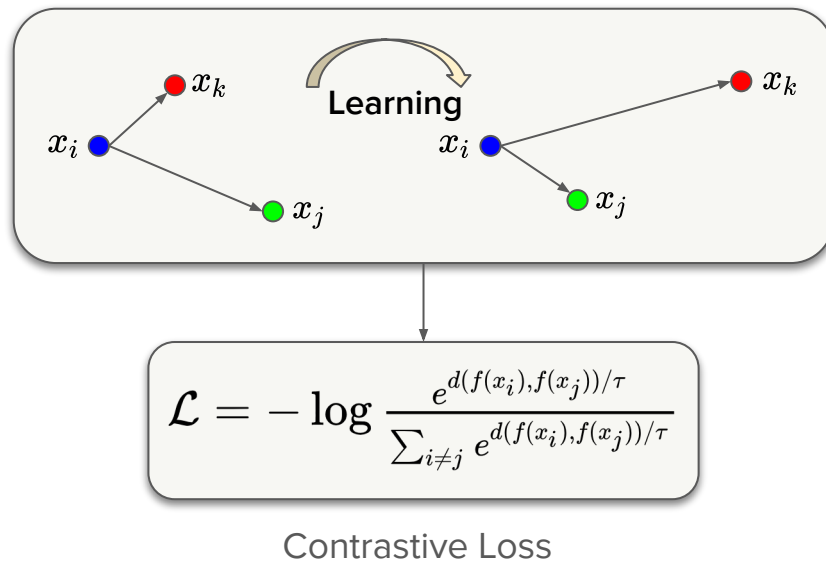 x_k
Learning
x_k
x_i
x_i
x_j
x_j
\mathcal{L} = -\log \frac{e^{d(f(x_i),f(x_j))/\tau}}{\sum_{i \neq j} e^{d(f(x_i),f(x_j))/\tau}}
Contrastive Loss